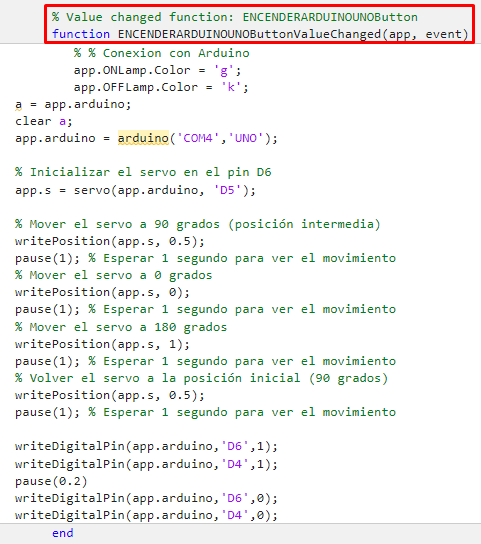 % Value changed function: ENCENDERARDUINOUNOButton
function ENCENDERARDUINOUNOButtonValueChanged(app, event)
% % Conexion con Arduino
app.ONLamp.Color = 'g';
app.OFFLamp.Color = 'k';
a = app.arduino;
clear a;
app.arduino = arduino('COM4','UNO');
% Inicializar el servo en el pin D6
app.s = servo(app.arduino, 'D5');
% Mover el servo a 90 grados (posición intermedia)
writePosition(app.s, 0.5);
pause(1); % Esperar 1 segundo para ver el movimiento
% Mover el servo a 0 grados
writePosition(app.s, 0);
pause(1); % Esperar 1 segundo para ver el movimiento
% Mover el servo a 180 grados
writePosition(app.s, 1);
pause(1); % Esperar 1 segundo para ver el movimiento
% Volver el servo a la posición inicial (90 grados)
writePosition(app.s, 0.5);
pause(1); % Esperar 1 segundo para ver el movimiento
writeDigitalPin(app.arduino,'D6',1);
writeDigitalPin(app.arduino,'D4',1);
pause(0.2)
writeDigitalPin(app.arduino,'D6',0);
writeDigitalPin(app.arduino,'D4',0);
end